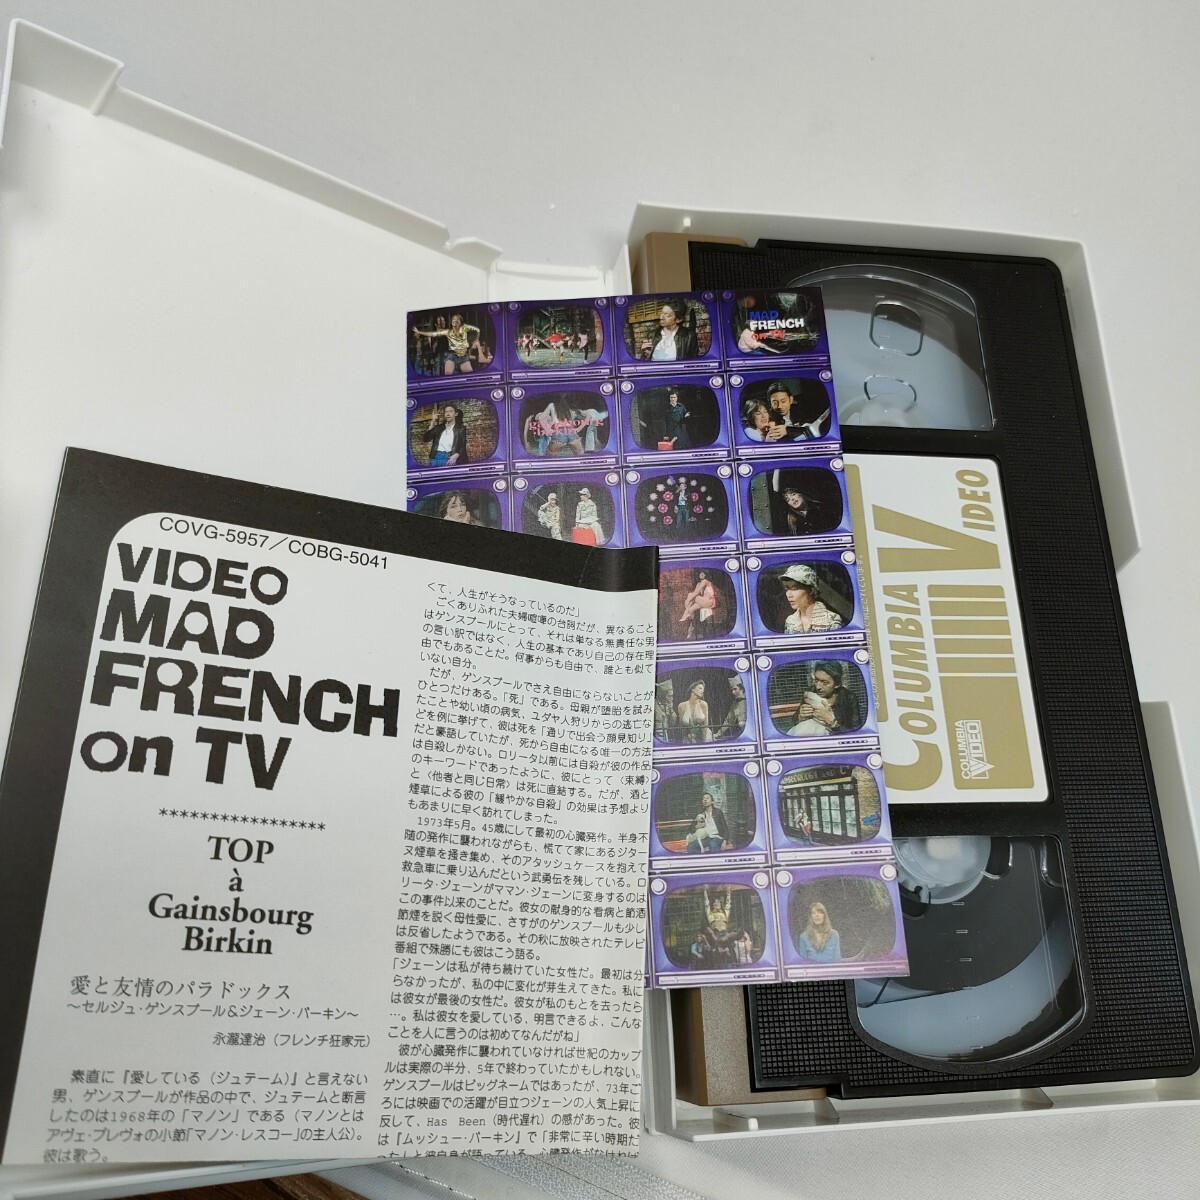 COVG-5957／COBG-5041
VIDEO
MAD
FRENCH
on TV
*****************
TOP
à
Gainsbourg
Birkin
愛と友情のパラドックス
〜セルジュ・ゲンスブール&ジェーン・バーキン〜
永瀧達治（フレンチ狂家元）
素直に『愛している（ジュテーム）』と言えない
男、ゲンスブールが作品の中で、ジュテームと断言
したのは1968年の「マノン」である（マノンとは
アヴェ・プレヴォの小節「マノン・レスコー」の主人公）。
彼は歌う。
くて、人生がそうなっているのだ」
ごくありふれた夫婦喧嘩の台詞だが、異なること
はゲンスブールにとって、それは単なる無責任な男
の言い訳ではなく、人生の基本であり自己の存在理
由でもあることだ。何事からも自由で、誰とも似て
いない自分。
だが、ゲンスブールでさえ自由にならないことが
ひとつだけある。「死」である。母親が堕胎を試み
たことや幼い頃の病気、ユダヤ人狩りからの逃亡な
どを例に挙げて、彼は死を「通りで出会う顔見知り」
だと豪語していたが、死から自由になる唯一の方法
は自殺しかない。ロリータ以前には自殺が彼の作品
のキーワードであったように、彼にとって〈束縛〉
と〈他者と同じ日常〉は死に直結する。だが、酒と
煙草による彼の「緩やかな自殺」の効果は予想より
もあまりに早く訪れてしまった。
1973年5月。45歳にして最初の心臓発作。半身不
随の発作に襲われながらも、慌てて家にあるジター
ヌ煙草を掻き集め、そのアタッシュケースを抱えて
救急車に乗り込んだという武勇伝を残している。ロ
リータ・ジェーンがママン・ジェーンに変身するのは
この事件以来のことだ。彼女の献身的な看病と節酒
節煙を説く母性愛に、さすがのゲンスブールも少し
は反省したようである。その秋に放映されたテレビ
番組で殊勝にも彼はこう語る。
「ジェーンは私が待ち続けていた女性だ。最初は分
らなかったが、私の中に変化が芽生えてきた。私に
は彼女が最後の女性だ。彼女が私のもとを去ったら
…。私は彼女を愛している、明言できるよ、こんな
ことを人に言うのは初めてなんだがね」
彼が心臓発作に襲われていなければ世紀のカップ
ルは実際の半分、5年で終わっていたかもしれない。
ゲンスブールはビッグネームではあったが、73年ご
ろには映画での活躍が目立つジェーンの人気上昇に
反して、Has Been（時代遅れ）の感があった。彼
は『ムッシュー・バーキン』で「非常に辛い時期だ
MAD
FRENCH
on TV
gainsbourg
birkin
COLUMBIA VIDEO
COLUMBIA
VIDEO